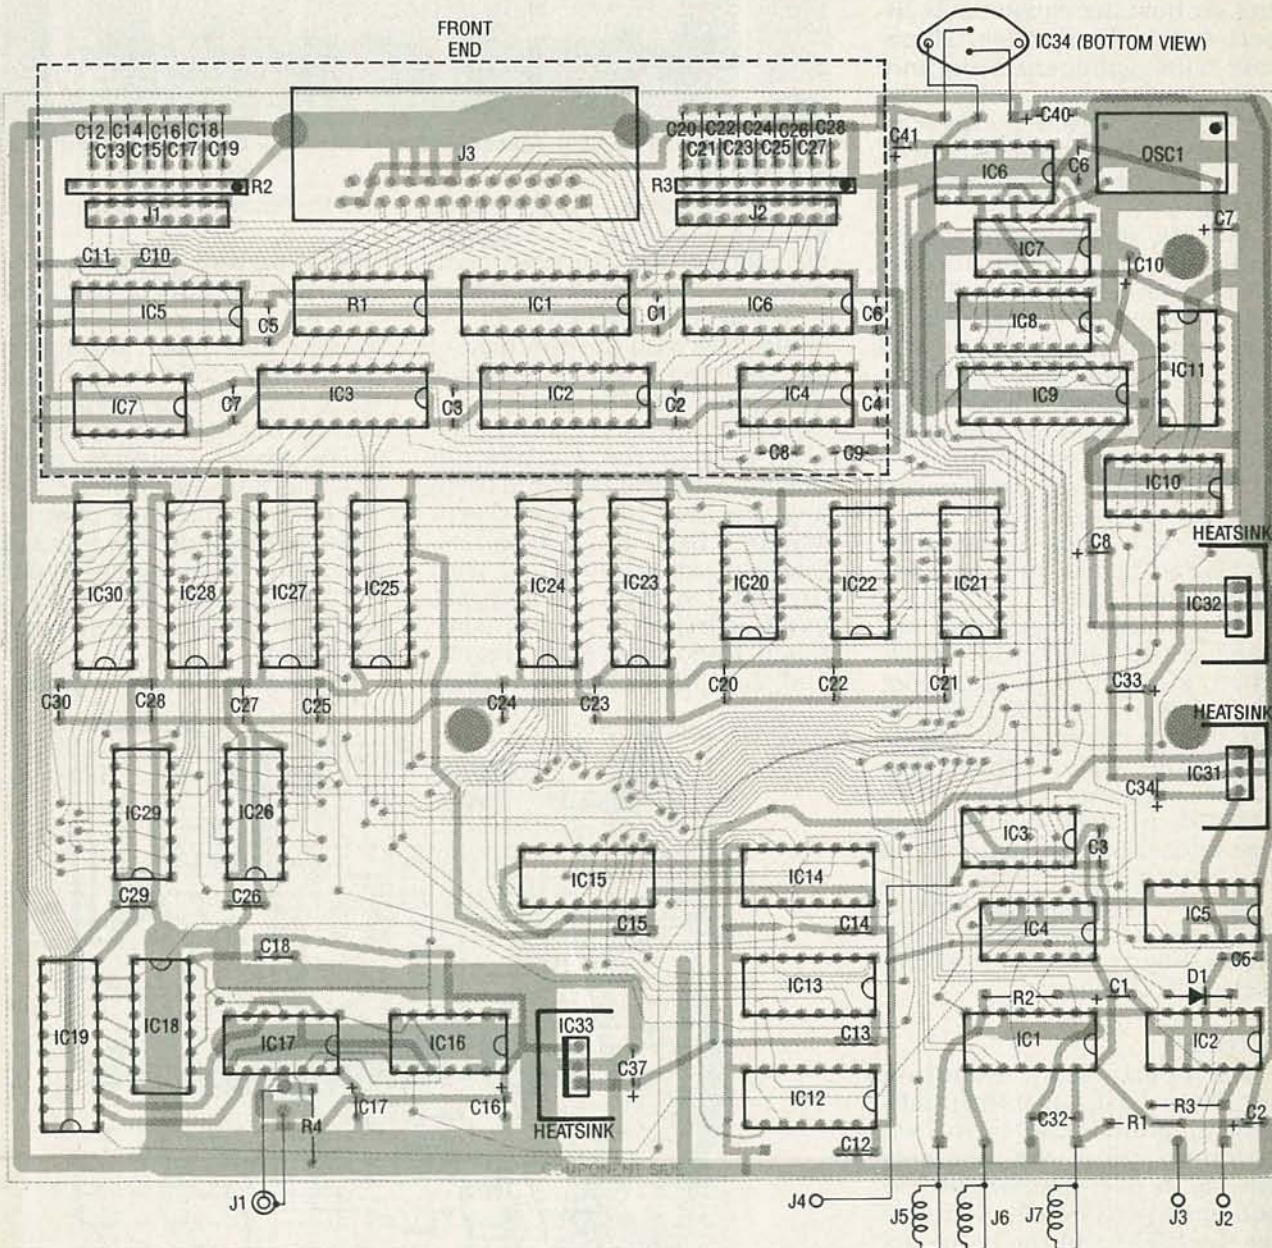 FRONT
END
IC34 (BOTTOM VIEW)
C12 C14 C16 C18
C13 C15 C17 C19
R2
J1
C11 C10
J3
C20 C22 C24 C26 C28
C21 C23 C25 C27
R3
J2
C41
C40
IC6
C6
OSC1
C7
IC7
C10
IC5
C5
R1
IC1
C1
IC6
C6
IC8
IC11
IC7
C7
IC3
C3
IC2
C2
IC4
C4
IC9
C8 C9
IC10
HEATSINK
C8
IC30
IC28
IC27
IC25
IC24
IC23
IC20
IC22
IC21
IC32
C30
C28
C27
C25
C24
C23
C20
C22
C21
C33
HEATSINK
IC31
C34
IC29
IC26
IC3
C3
IC15
IC14
C29
C26
C15
C14
IC4
IC5
C5
C18
IC13
D1
R2
C1
IC19
IC18
IC17
IC16
IC33
C37
C13
IC1
IC2
C17
C16
R4
HEATSINK
IC12
C12
C32
R1
R3
C2
COMPONENT SIDE
J1
J4
J5
J6
J7
J3
J2